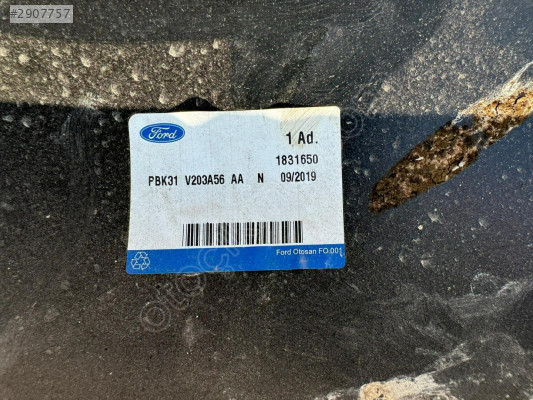 #2907757
Ford
1 Ad.
1831650
PBK31 V203A56 AA N 09/2019
Ford Otosan FO.001